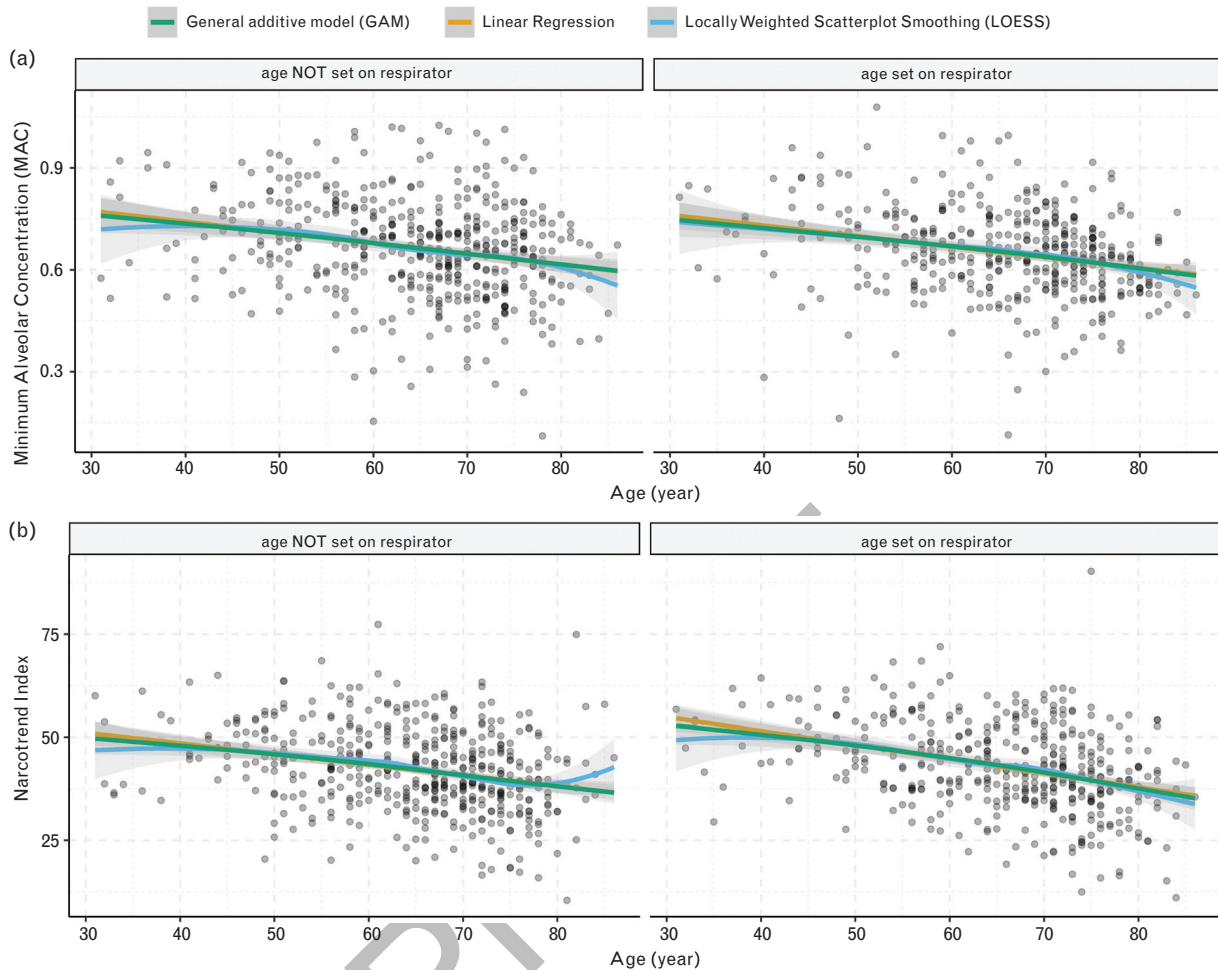 General additive model (GAM) Linear Regression Locally Weighted Scatterplot Smoothing (LOESS)
(a)
age NOT set on respirator age set on respirator
Minimum Alveolar Concentration (MAC)
0.9
0.6
0.3
30 40 50 60 70 80 30 40 50 60 70 80
Age (year)
(b)
age NOT set on respirator age set on respirator
Narcotrend Index
75
50
25
30 40 50 60 70 80 30 40 50 60 70 80
Age (year)